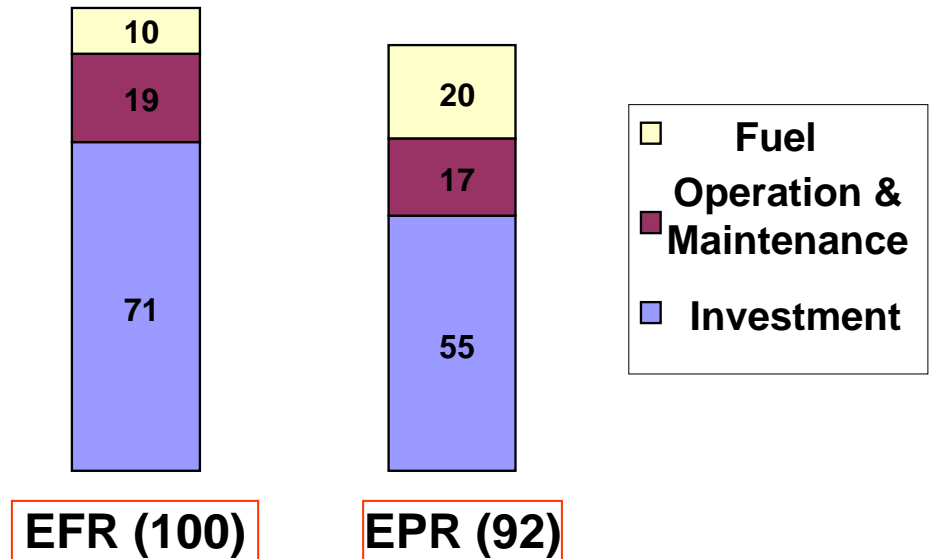 10
19
71
EFR (100)
20
17
55
EPR (92)
Fuel
Operation &
Maintenance
Investment